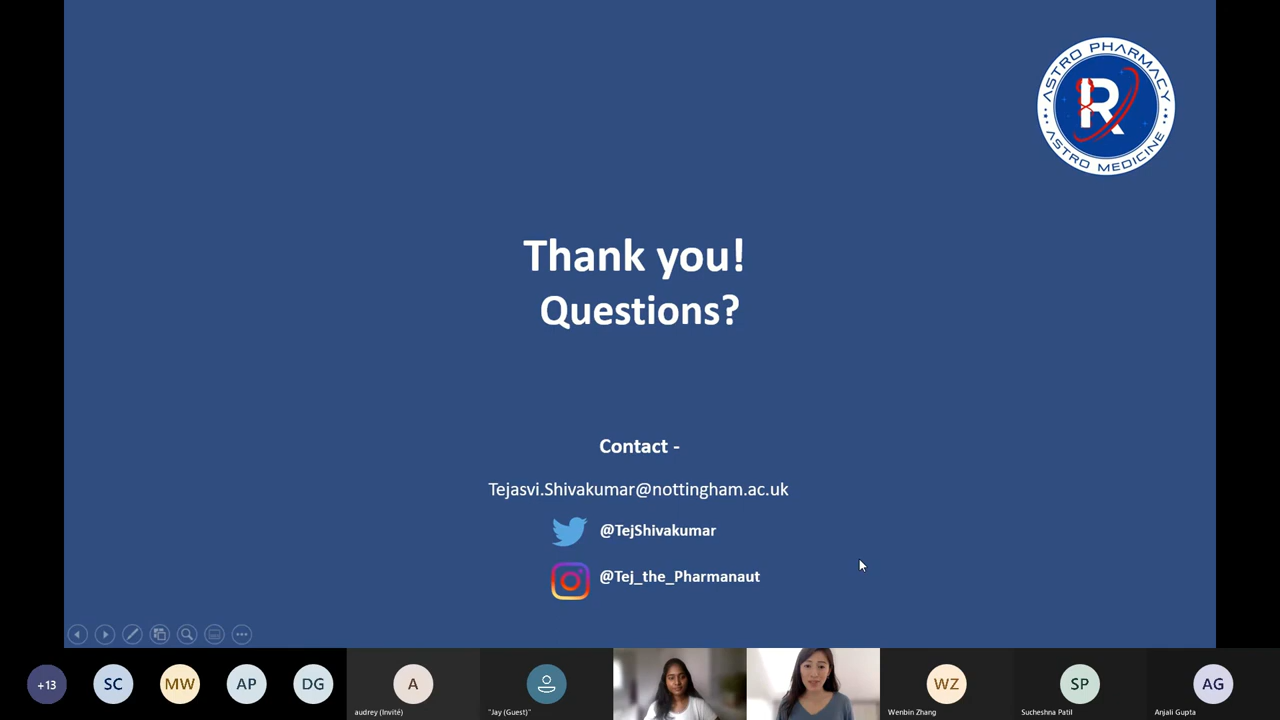 ASTRO PHARMACY
R
ASTRO MEDICINE
Thank you!
Questions?
Contact -
Tejasvi.Shivakumar@nottingham.ac.uk
@TejShivakumar
@Tej_the_Pharmanaut
+13
SC
MW
AP
DG
A
WZ
SP
AG
audrey (Invité)
"Jay (Guest)"
Wenbin Zhang
Sucheshna Patil
Anjali Gupta